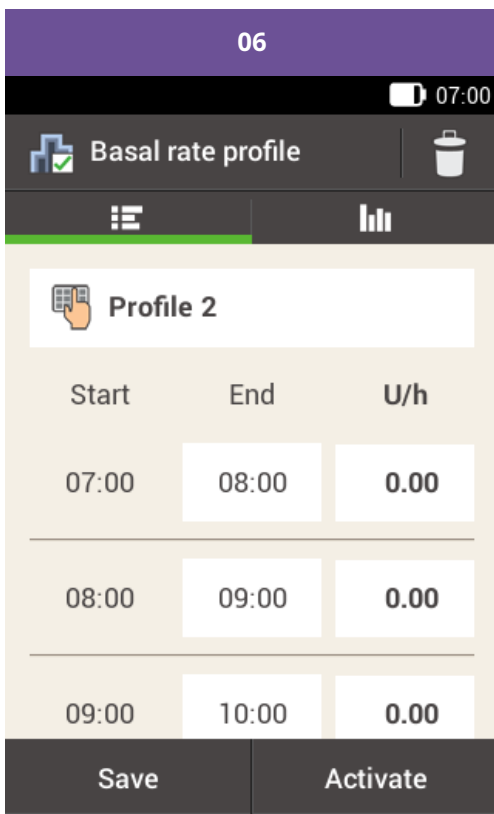 06
07:00
Basal rate profile
Profile 2
Start End U/h
07:00 08:00 0.00
08:00 09:00 0.00
09:00 10:00 0.00
Save Activate